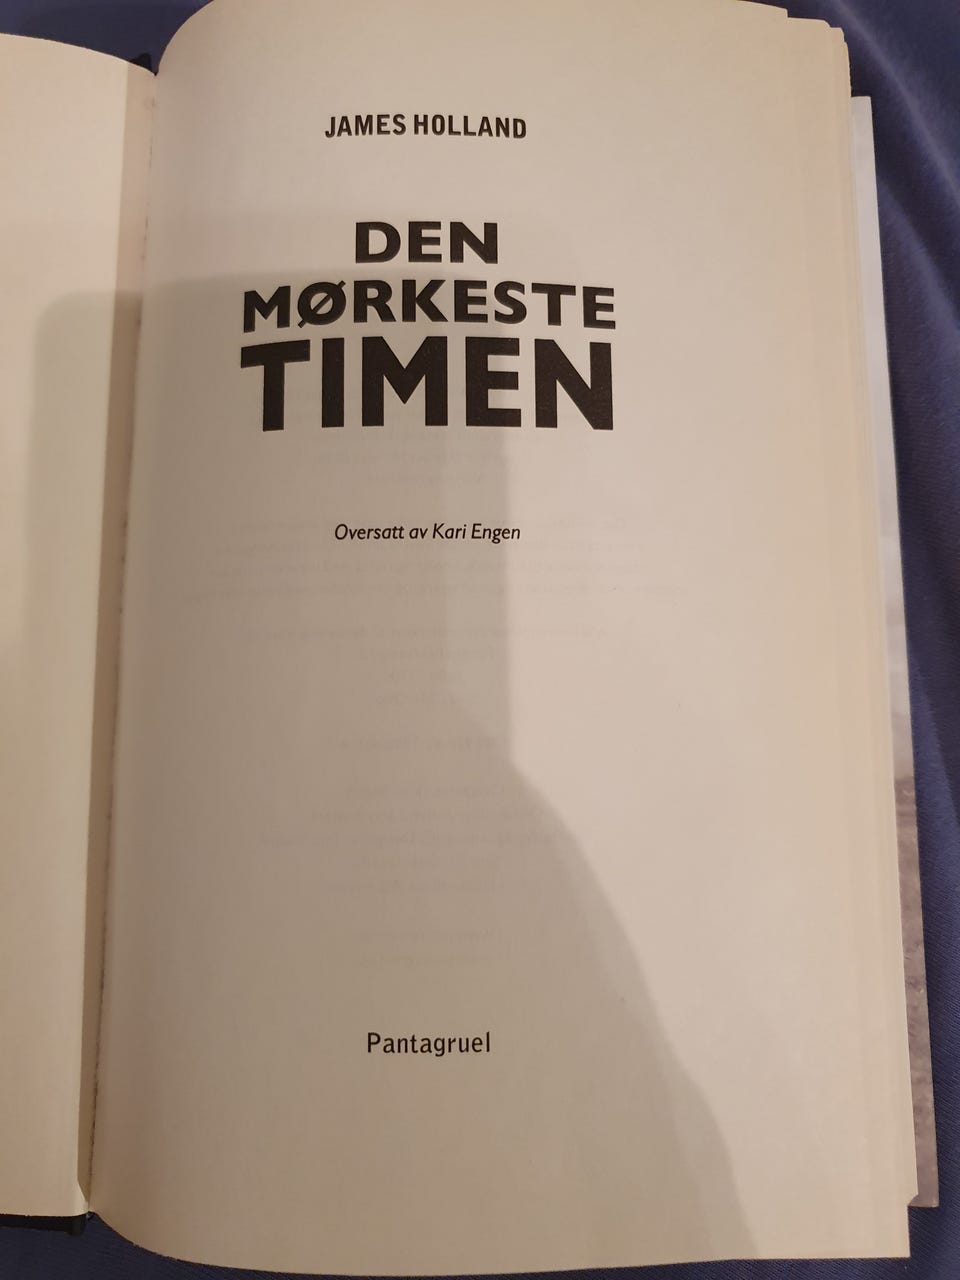 JAMES HOLLAND
DEN
MØRKESTE
TIMEN
Oversatt av Kari Engen
Pantagruel